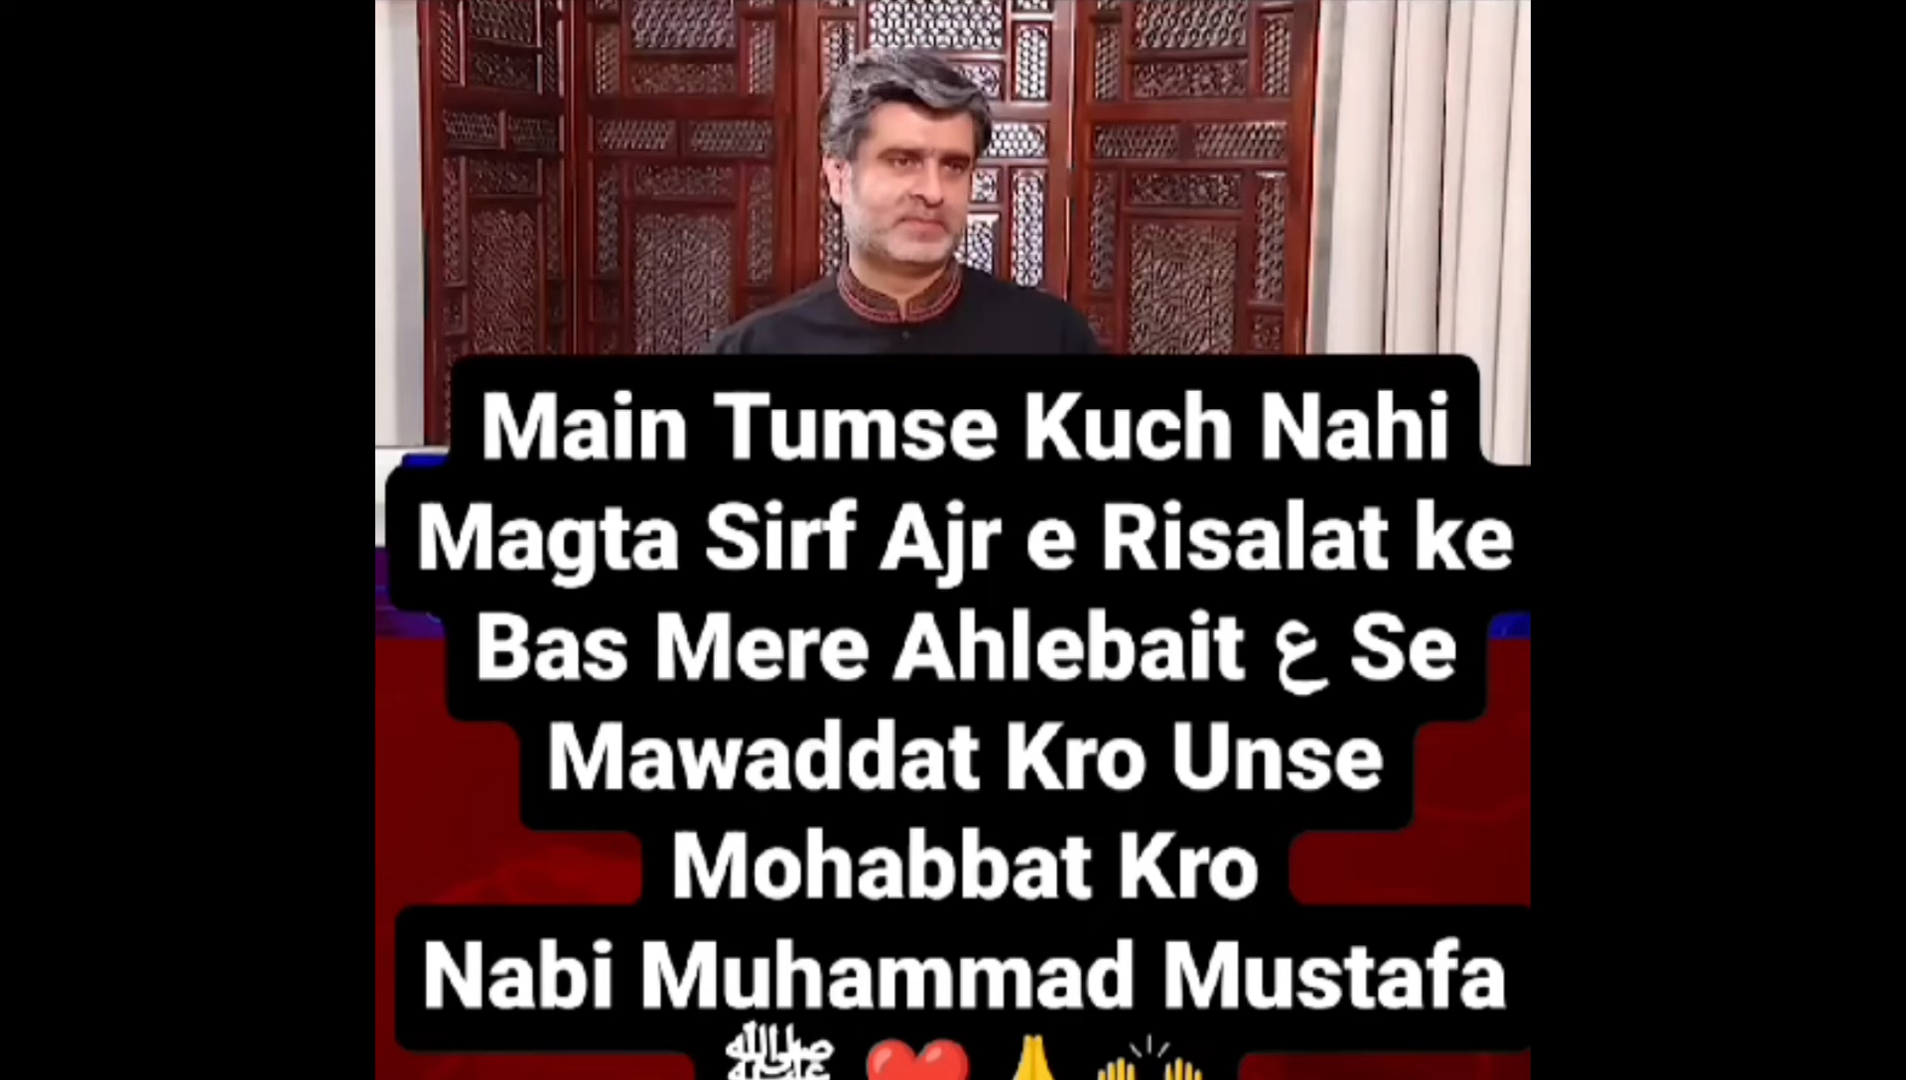 Main Tumse Kuch Nahi
Magta Sirf Ajr e Risalat ke
Bas Mere Ahlebait ع Se
Mawaddat Kro Unse
Mohabbat Kro
Nabi Muhammad Mustafa
ﷺ ❤️ 🙏 🙌